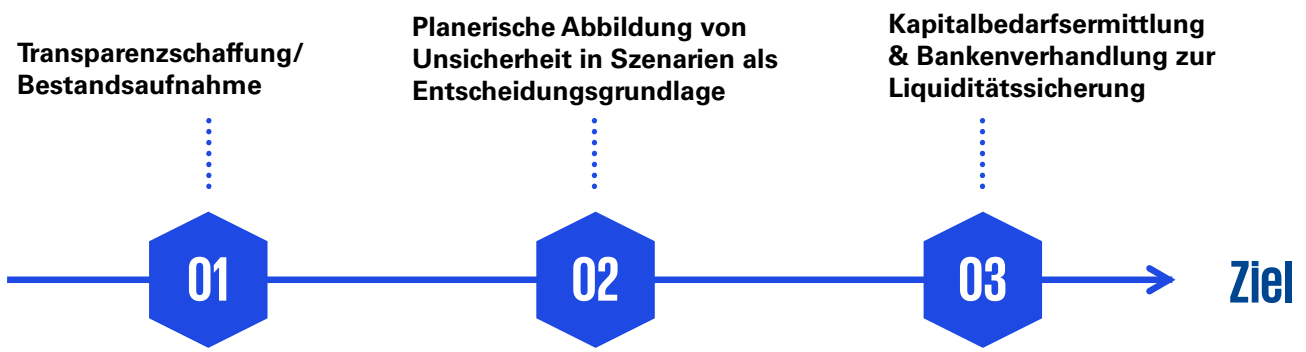 Transparenzschaffung/
Bestandsaufnahme
Planerische Abbildung von
Unsicherheit in Szenarien als
Entscheidungsgrundlage
Kapitalbedarfsermittlung
& Bankenverhandlung zur
Liquiditätssicherung
01
02
03
Ziel